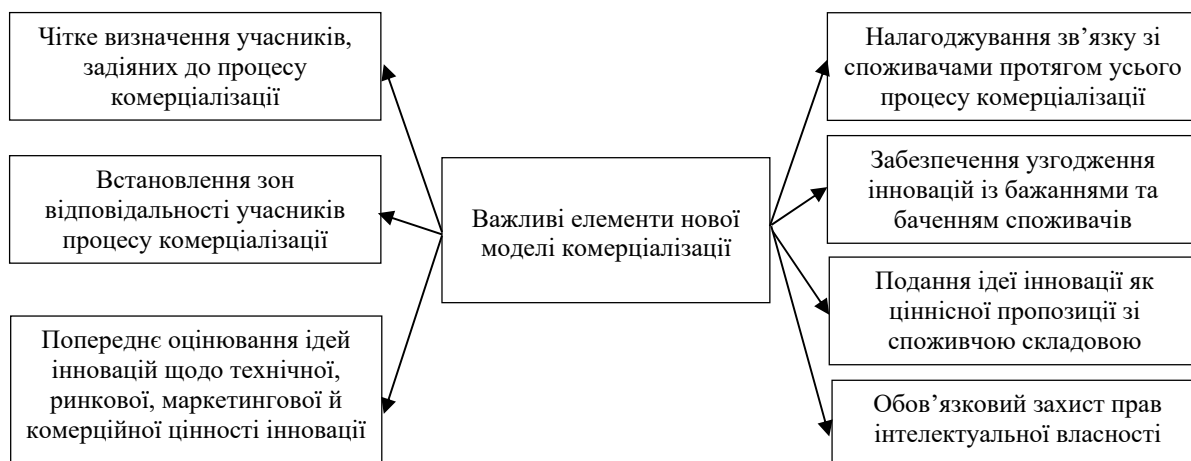 Чітке визначення учасників,
задіяних до процесу
комерціалізації
Встановлення зон
відповідальності учасників
процесу комерціалізації
Попереднє оцінювання ідей
інновацій щодо технічної,
ринкової, маркетингової й
комерційної цінності інновації
Важливі елементи нової
моделі комерціалізації
Налагоджування зв’язку зі
споживачами протягом усього
процесу комерціалізації
Забезпечення узгодження
інновацій із бажаннями та
баченням споживачів
Подання ідеї інновації як
ціннісної пропозиції зі
споживчою складовою
Обов’язковий захист прав
інтелектуальної власності